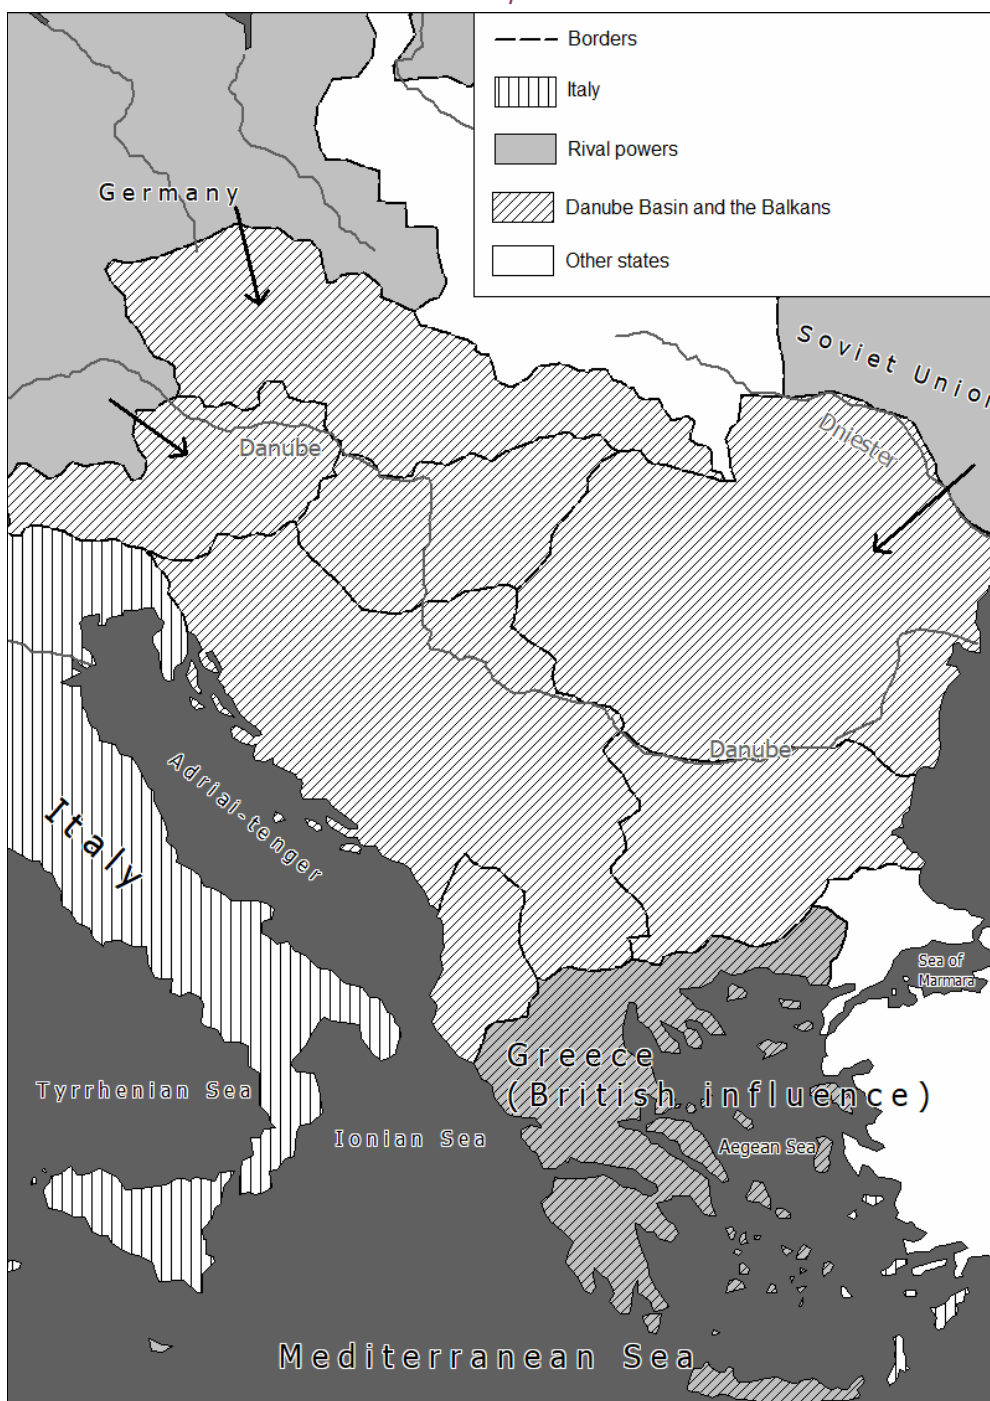 Borders
Italy
Rival powers
Danube Basin and the Balkans
Other states
Germany
Soviet Union
Dniester
Danube
Danube
Adriai-tenger
Italy
Sea of
Marmara
Greece
(British influence)
Tyrrhenian Sea
Ionian Sea
Aegean Sea
Mediterranean Sea